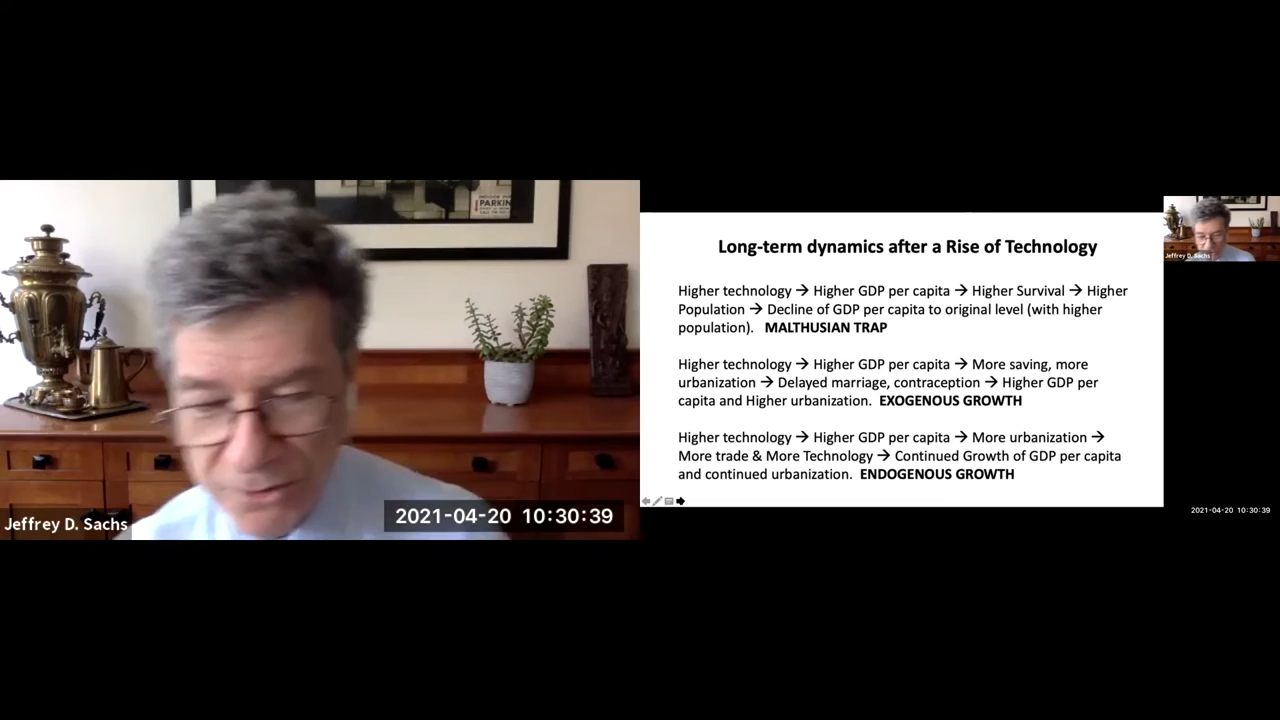 PARKIN
Jeffrey D. Sachs
2021-04-20 10:30:39
Long-term dynamics after a Rise of Technology
Higher technology → Higher GDP per capita → Higher Survival → Higher
Population → Decline of GDP per capita to original level (with higher
population). MALTHUSIAN TRAP
Higher technology → Higher GDP per capita → More saving, more
urbanization → Delayed marriage, contraception → Higher GDP per
capita and Higher urbanization. EXOGENOUS GROWTH
Higher technology → Higher GDP per capita → More urbanization →
More trade & More Technology → Continued Growth of GDP per capita
and continued urbanization. ENDOGENOUS GROWTH
Jeffrey D. Sachs
2021-04-20 10:30:39